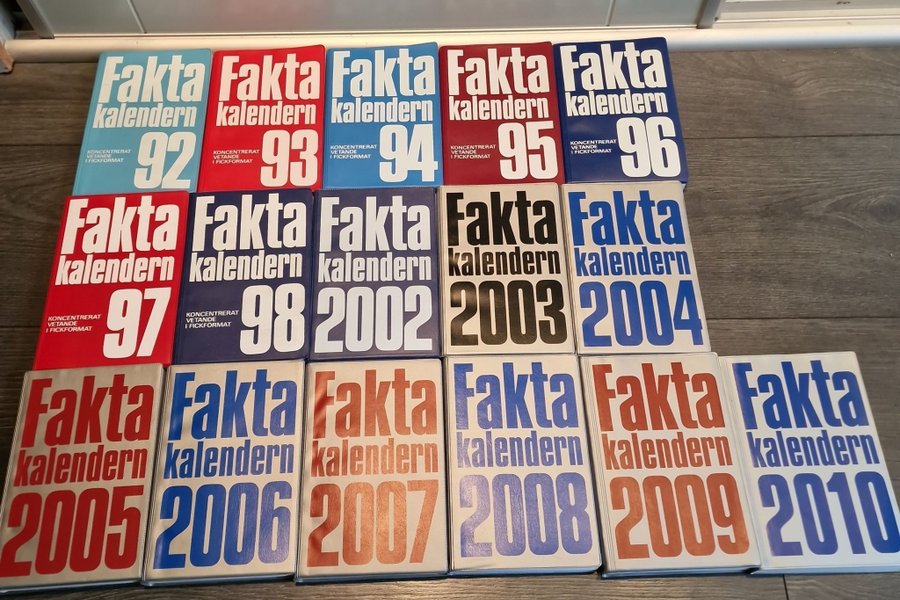 Fakta
kalendern
92
KONCENTRERAT
VETANDE
I FICKFORMAT
Fakta
kalendern
93
KONCENTRERAT
VETANDE
I FICKFORMAT
Fakta
kalendern
94
KONCENTRERAT
VETANDE
I FICKFORMAT
Fakta
kalendern
95
KONCENTRERAT
VETANDE
I FICKFORMAT
Fakta
kalendern
96
KONCENTRERAT
VETANDE
I FICKFORMAT
Fakta
kalendern
97
KONCENTRERAT
VETANDE
I FICKFORMAT
Fakta
kalendern
98
KONCENTRERAT
VETANDE
I FICKFORMAT
Fakta
kalendern
2002
Fakta
kalendern
2003
Fakta
kalendern
2004
Fakta
kalendern
2005
Fakta
kalendern
2006
Fakta
kalendern
2007
Fakta
kalendern
2008
Fakta
kalendern
2009
Fakta
kalendern
2010